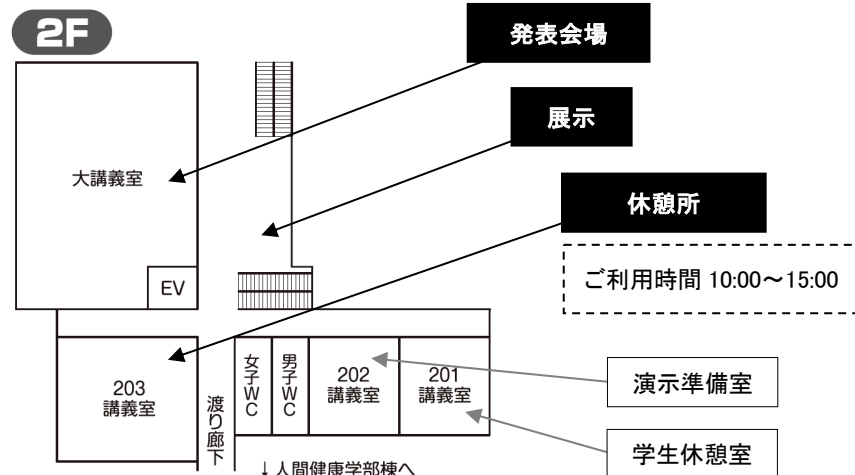 2F
発表会場
展示
大講義室
休憩所
ご利用時間 10:00～15:00
EV
203
講義室
渡り廊下
女子WC
男子WC
202
講義室
201
講義室
演示準備室
学生休憩室
↓人間健康学部棟へ